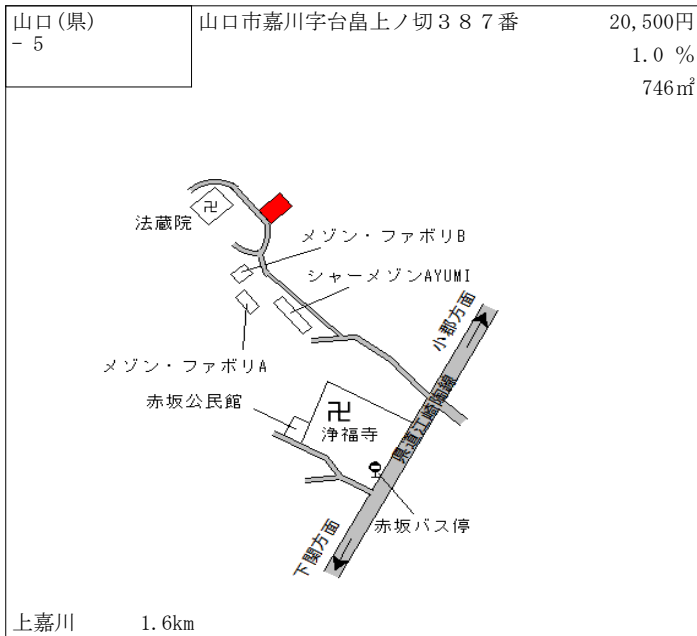 山口(県)
- 5
山口市嘉川字台畠上ノ切３８７番
20,500円
1.0 %
746㎡
法蔵院
メゾン・ファボリB
シャーメゾンAYUMI
小郡方面
メゾン・ファボリA
赤坂公民館
浄福寺
県道江崎陶線
赤坂バス停
下関方面
上嘉川 1.6km